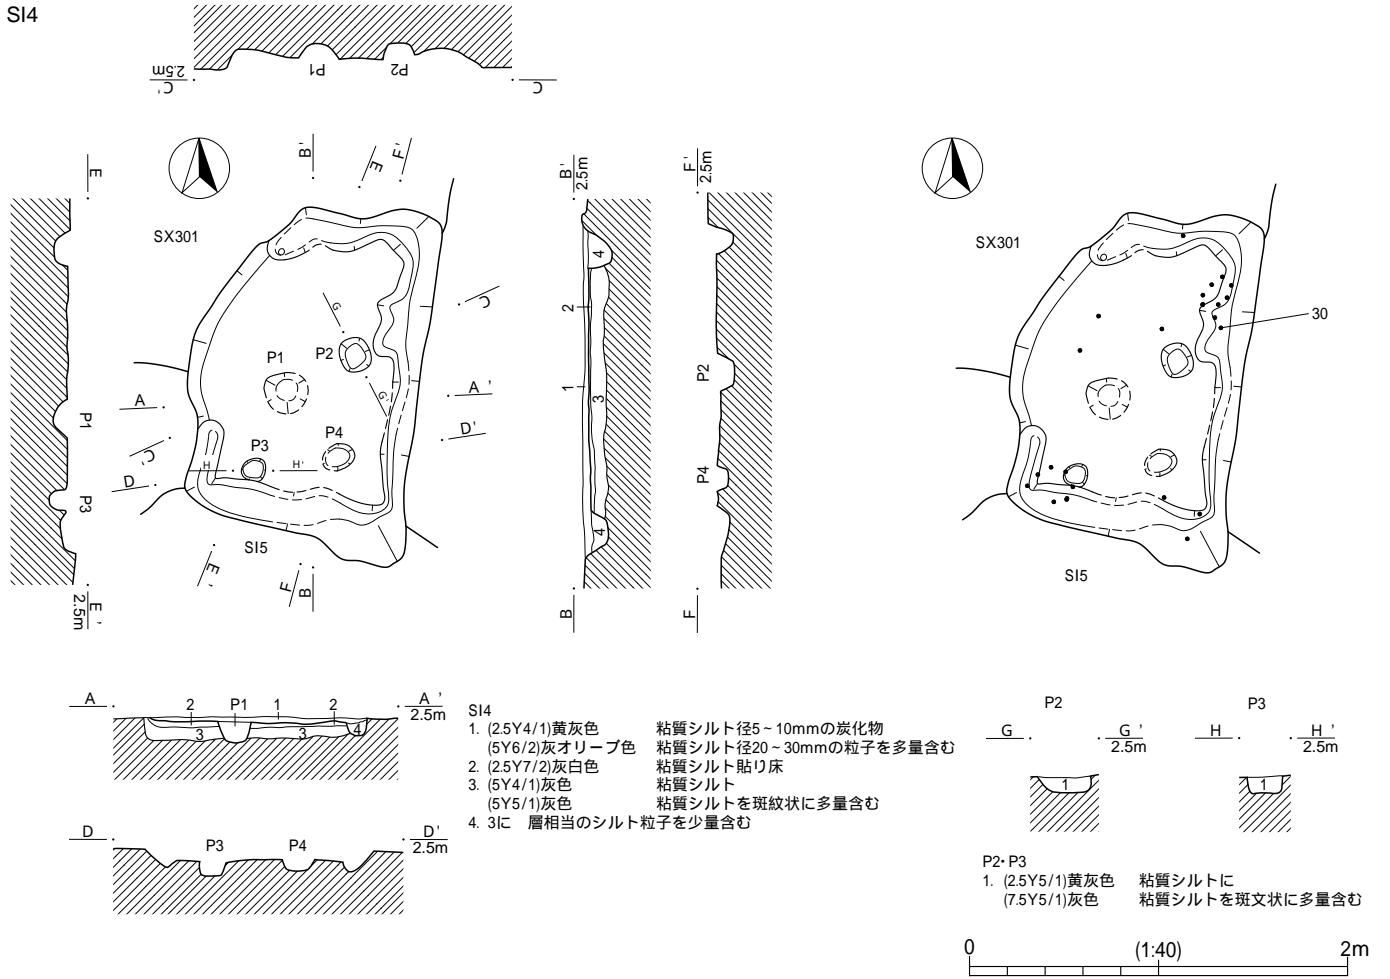 SI4
P1 P2
2.5m
C' C
E
B' E F'
B' 2.5m
F' 2.5m
SX301
SX301
4
C
G
2
30
P1 P2
P2
G'
1
A A'
3
P1
D'
P3 P4
C'
H H'
P4
D
P3
4
SI5
SI5
E' F B
B
F
E' 2.5m
A 2 P1 1 2 A'
2.5m
3 3 4
D D'
2.5m
P3 P4
SI4
1. (2.5Y4/1)黄灰色 粘質シルト径5~10mmの炭化物
(5Y6/2)灰オリーブ色 粘質シルト径20~30mmの粒子を多量含む
2. (2.5Y7/2)灰白色 粘質シルト貼り床
3. (5Y4/1)灰色 粘質シルト
(5Y5/1)灰色 粘質シルトを斑紋状に多量含む
4. 3に 層相当のシルト粒子を少量含む
P2 P3
G G' H H'
2.5m 2.5m
1 1
P2・P3
1. (2.5Y5/1)黄灰色 粘質シルトに
(7.5Y5/1)灰色 粘質シルトを斑文状に多量含む
0 (1:40) 2m